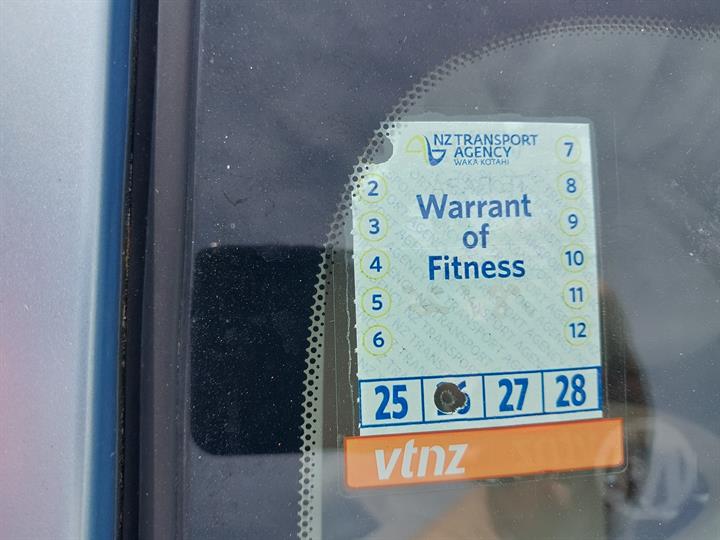 NZ TRANSPORT
AGENCY
WAKA KOTAHI
Warrant
of
Fitness
2
3
4
5
6
7
8
9
10
11
12
25 26 27 28
vtnz